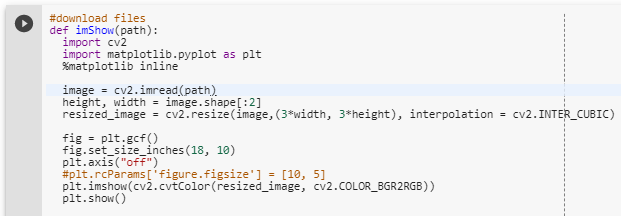 #download files
def imShow(path):
  import cv2
  import matplotlib.pyplot as plt
  %matplotlib inline

  image = cv2.imread(path)
  height, width = image.shape[:2]
  resized_image = cv2.resize(image,(3*width, 3*height), interpolation = cv2.INTER_CUBIC)

  fig = plt.gcf()
  fig.set_size_inches(18, 10)
  plt.axis("off")
  #plt.rcParams['figure.figsize'] = [10, 5]
  plt.imshow(cv2.cvtColor(resized_image, cv2.COLOR_BGR2RGB))
  plt.show()